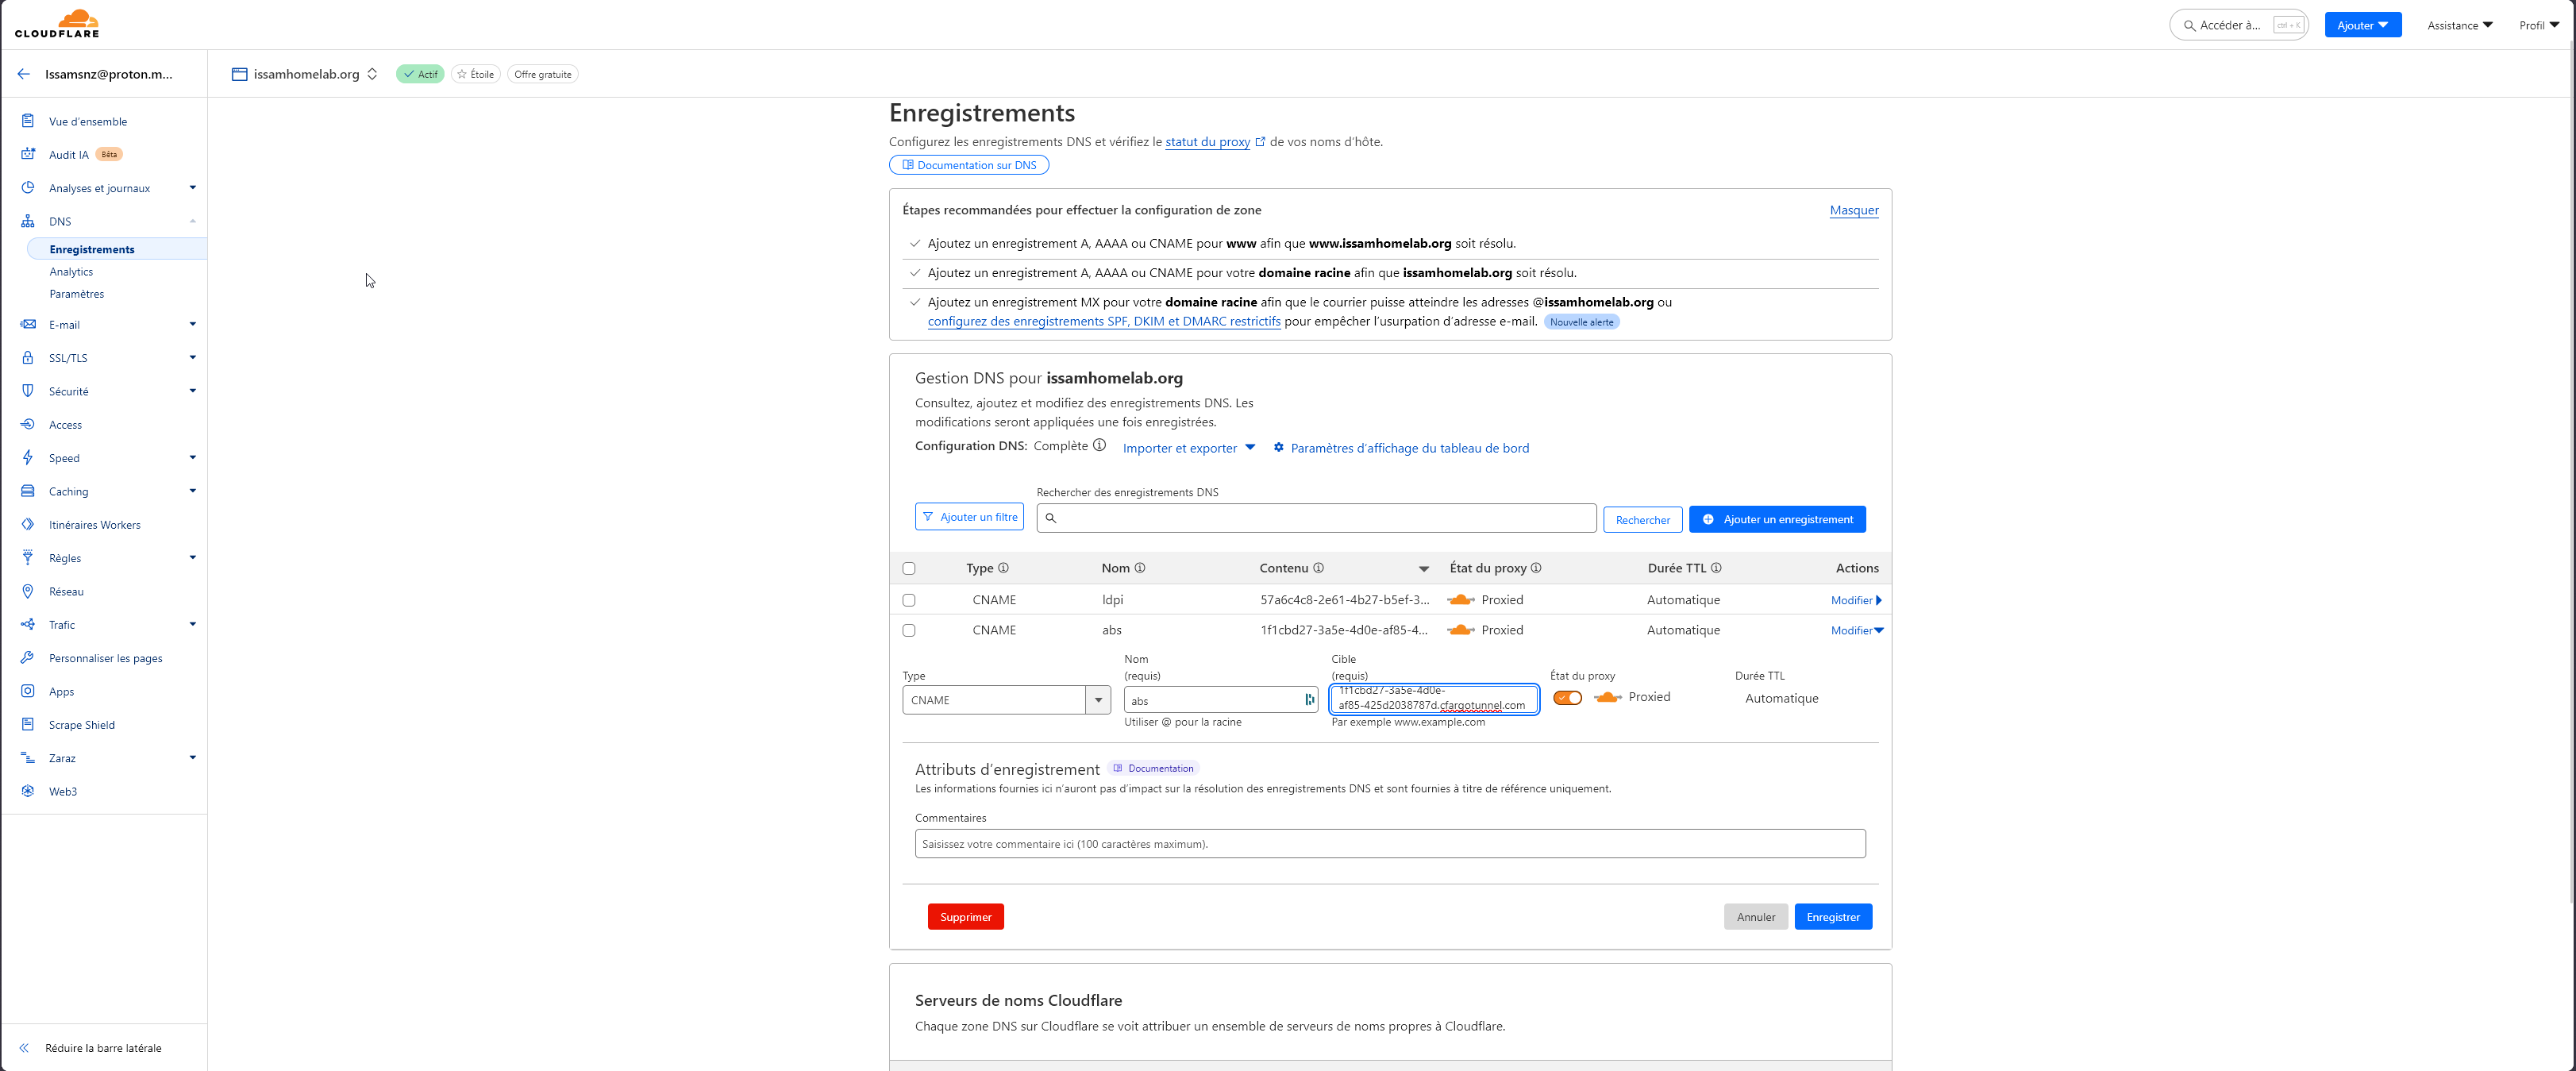 CLOUDFLARE
Accéder à...
ctrl + K
Ajouter
Assistance
Profil
Issamsnz@proton.m...
issamhomelab.org
Actif
Étoile
Offre gratuite
Vue d'ensemble
Audit IA Bêta
Analyses et journaux
DNS
Enregistrements
Analytics
Paramètres
E-mail
SSL/TLS
Sécurité
Access
Speed
Caching
Itinéraires Workers
Règles
Réseau
Trafic
Personnaliser les pages
Apps
Scrape Shield
Zaraz
Web3
Réduire la barre latérale
Enregistrements
Configurez les enregistrements DNS et vérifiez le statut du proxy de vos noms d'hôte.
Documentation sur DNS
Étapes recommandées pour effectuer la configuration de zone
Masquer
Ajoutez un enregistrement A, AAAA ou CNAME pour www afin que www.issamhomelab.org soit résolu.
Ajoutez un enregistrement A, AAAA ou CNAME pour votre domaine racine afin que issamhomelab.org soit résolu.
Ajoutez un enregistrement MX pour votre domaine racine afin que le courrier puisse atteindre les adresses @issamhomelab.org ou
configurez des enregistrements SPF, DKIM et DMARC restrictifs pour empêcher l'usurpation d'adresse e-mail. Nouvelle alerte
Gestion DNS pour issamhomelab.org
Consultez, ajoutez et modifiez des enregistrements DNS. Les
modifications seront appliquées une fois enregistrées.
Configuration DNS: Complète
Importer et exporter
Paramètres d'affichage du tableau de bord
Rechercher des enregistrements DNS
Ajouter un filtre
Rechercher
Ajouter un enregistrement
Type Nom Contenu État du proxy Durée TTL Actions
CNAME ldpi 57a6c4c8-2e61-4b27-b5ef-3... Proxied Automatique Modifier
CNAME abs 1f1cbd27-3a5e-4d0e-af85-4... Proxied Automatique Modifier
Type
CNAME
Nom
(requis)
abs
Utiliser @ pour la racine
Cible
(requis)
1f1cbd27-3a5e-4d0e-
af85-425d2038787d.cfargotunnel.com
Par exemple www.example.com
État du proxy
Proxied
Durée TTL
Automatique
Attributs d'enregistrement Documentation
Les informations fournies ici n'auront pas d'impact sur la résolution des enregistrements DNS et sont fournies à titre de référence uniquement.
Commentaires
Saisissez votre commentaire ici (100 caractères maximum).
Supprimer
Annuler
Enregistrer
Serveurs de noms Cloudflare
Chaque zone DNS sur Cloudflare se voit attribuer un ensemble de serveurs de noms propres à Cloudflare.